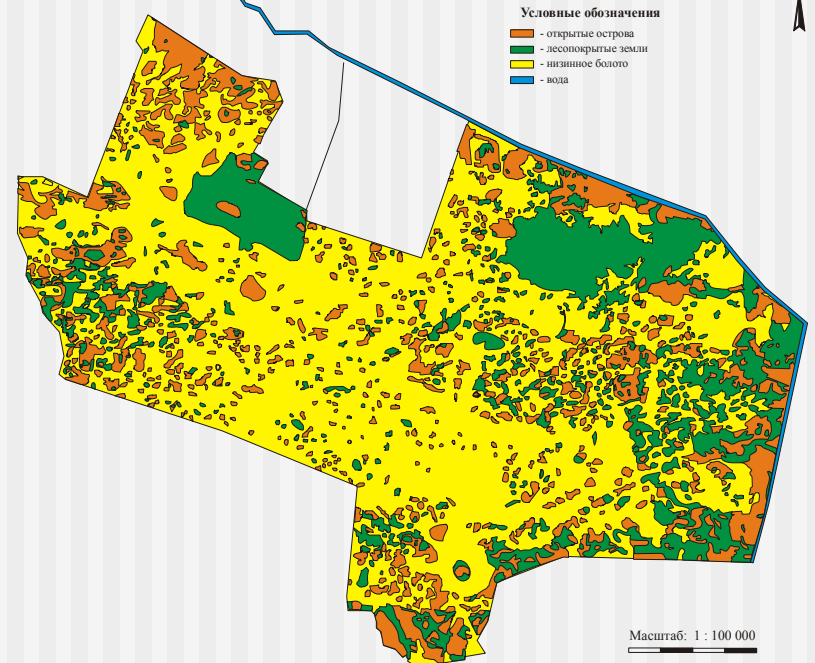 Условные обозначения
- открытые острова
- лесопокрытые земли
- низинное болото
- вода
Масштаб: 1 : 100 000